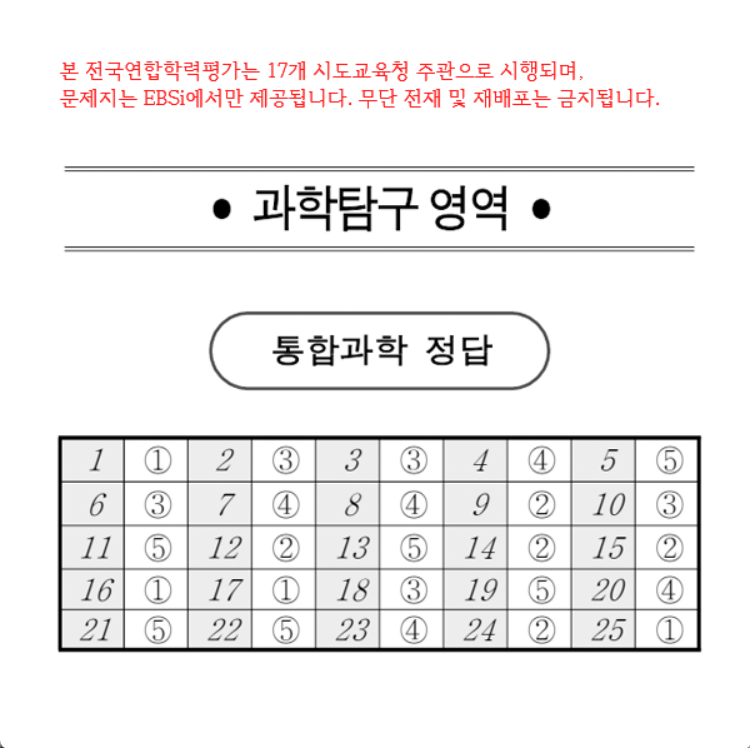 본 전국연합학력평가는 17개 시도교육청 주관으로 시행되며,
문제지는 EBSi에서만 제공됩니다. 무단 전재 및 재배포는 금지됩니다.
● 과학탐구 영역 ●
통합과학 정답
1 ① 2 ③ 3 ③ 4 ④ 5 ⑤
6 ③ 7 ④ 8 ④ 9 ② 10 ③
11 ⑤ 12 ② 13 ⑤ 14 ② 15 ②
16 ① 17 ① 18 ③ 19 ⑤ 20 ④
21 ⑤ 22 ⑤ 23 ④ 24 ② 25 ①